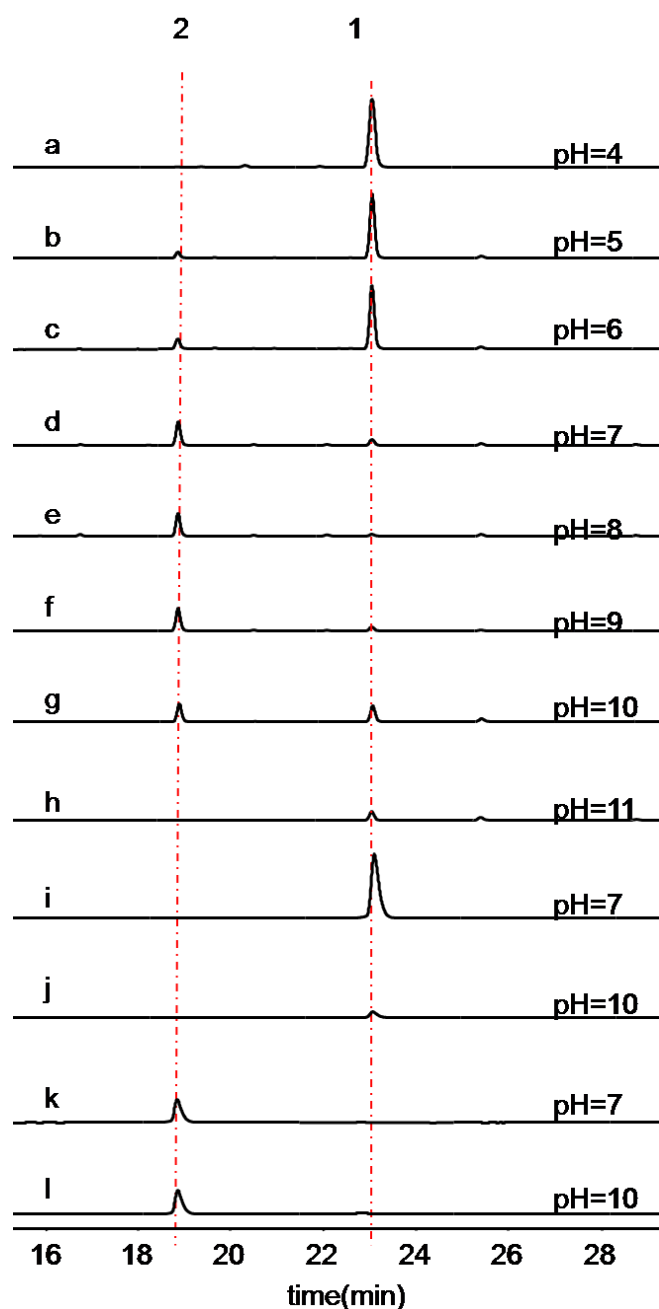 2 1
a pH=4
b pH=5
c pH=6
d pH=7
e pH=8
f pH=9
g pH=10
h pH=11
i pH=7
j pH=10
k pH=7
l pH=10
16 18 20 22 24 26 28
time(min)